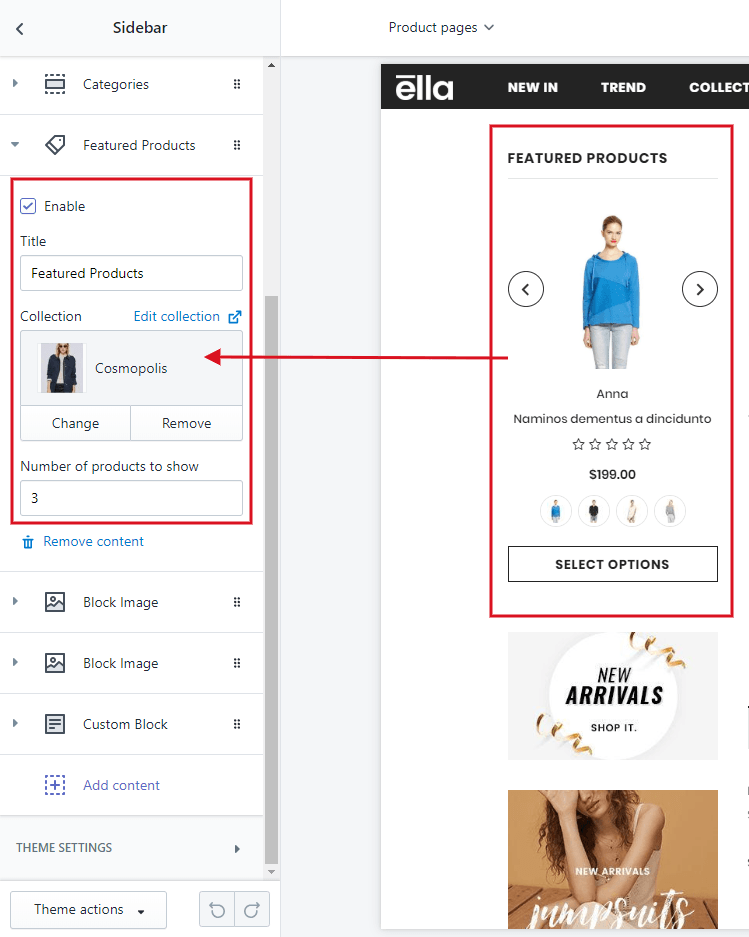 Sidebar
Categories
Featured Products
Enable
Title
Featured Products
Collection Edit collection
Cosmopolis
Change Remove
Number of products to show
3
Remove content
Block Image
Block Image
Custom Block
Add content
THEME SETTINGS
Theme actions
Product pages
ella NEW IN TREND COLLECT
FEATURED PRODUCTS
Anna
Naminos dementus a dincidunto
$199.00
SELECT OPTIONS
NEW
ARRIVALS
SHOP IT.
NEW ARRIVALS
jumpsuits